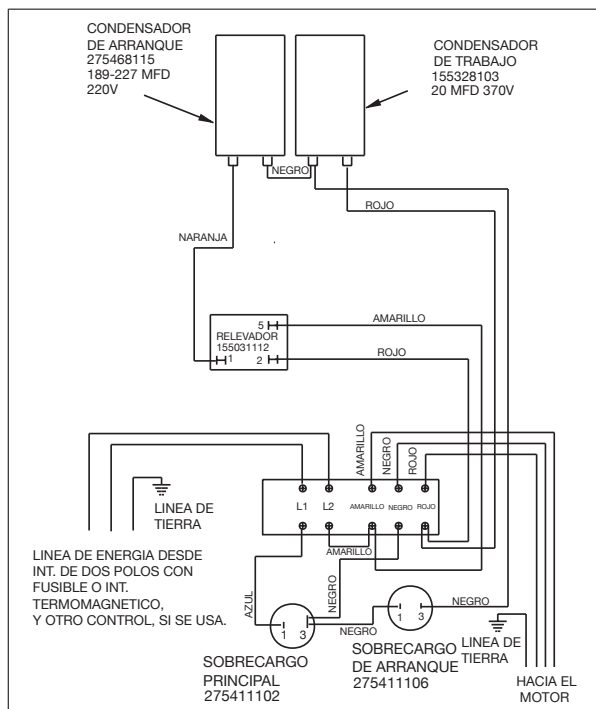 CONDENSADOR
DE ARRANQUE
275468115
189-227 MFD
220V
CONDENSADOR
DE TRABAJO
155328103
20 MFD 370V
NEGRO
ROJO
NARANJA
5
AMARILLO
RELEVADOR
155031112
1
2
ROJO
AMARILLO
NEGRO
ROJO
L1
L2
AMARILLO
NEGRO
ROJO
LINEA DE
TIERRA
LINEA DE ENERGIA DESDE
INT. DE DOS POLOS CON
FUSIBLE O INT.
TERMOMAGNETICO,
Y OTRO CONTROL, SI SE USA.
AMARILLO
AZUL
NEGRO
1
3
NEGRO
1
3
NEGRO
SOBRECARGO
PRINCIPAL
275411102
SOBRECARGO
DE ARRANQUE
275411106
LINEA DE
TIERRA
HACIA EL
MOTOR